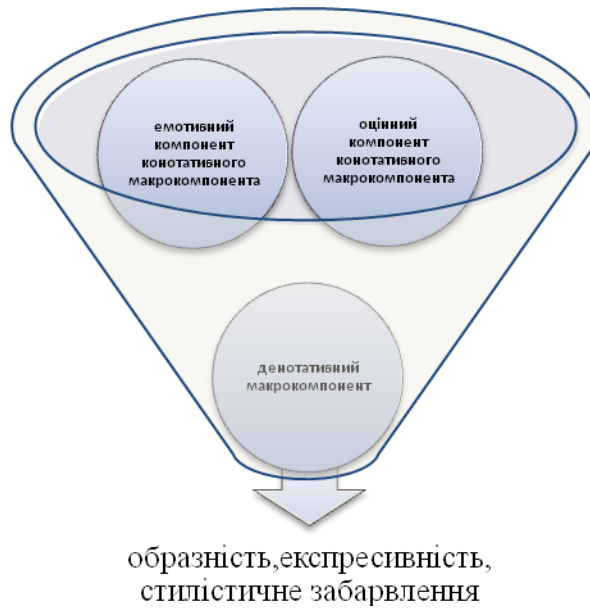 емотивний
компонент
конотативного
макрокомпонента
оцінний
компонент
конотативного
макрокомпонента
денотативний
макрокомпонент
образність,експресивність,
стилістичне забарвлення